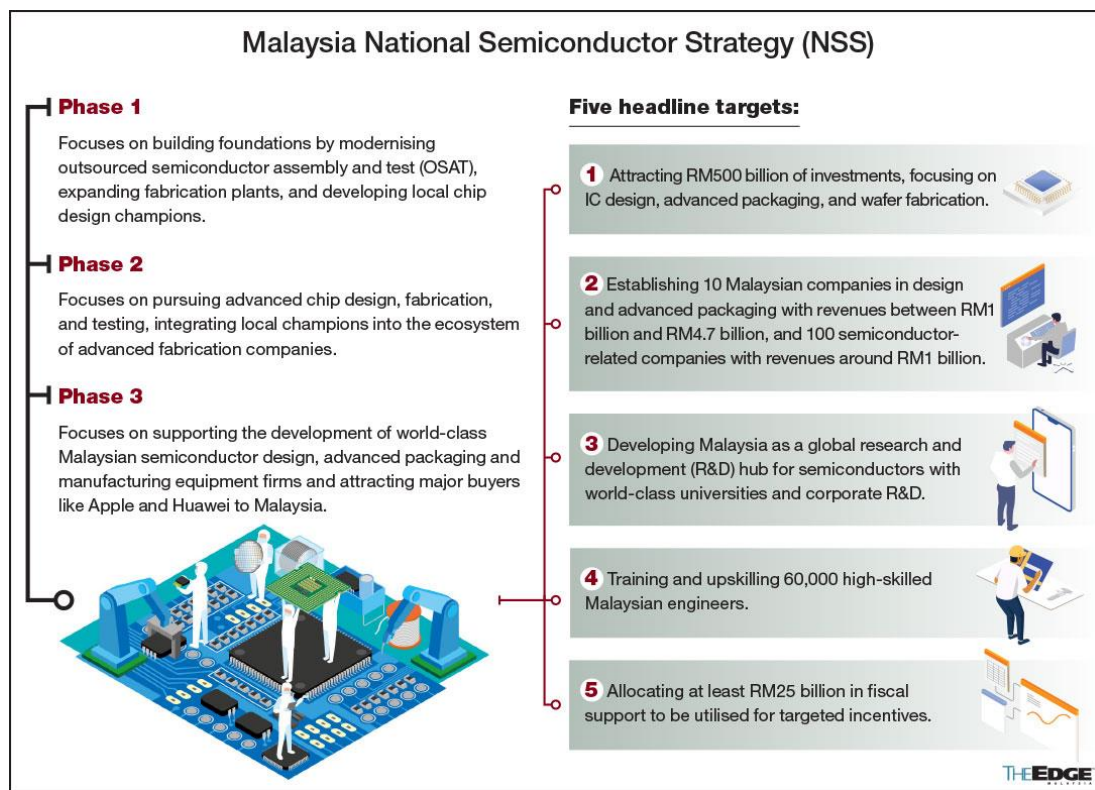 Malaysia National Semiconductor Strategy (NSS)
Phase 1
Focuses on building foundations by modernising
outsourced semiconductor assembly and test (OSAT),
expanding fabrication plants, and developing local chip
design champions.
Phase 2
Focuses on pursuing advanced chip design, fabrication,
and testing, integrating local champions into the ecosystem
of advanced fabrication companies.
Phase 3
Focuses on supporting the development of world-class
Malaysian semiconductor design, advanced packaging and
manufacturing equipment firms and attracting major buyers
like Apple and Huawei to Malaysia.
Five headline targets:
1 Attracting RM500 billion of investments, focusing on
IC design, advanced packaging, and wafer fabrication.
2 Establishing 10 Malaysian companies in design
and advanced packaging with revenues between RM1
billion and RM4.7 billion, and 100 semiconductor-
related companies with revenues around RM1 billion.
3 Developing Malaysia as a global research and
development (R&D) hub for semiconductors with
world-class universities and corporate R&D.
4 Training and upskilling 60,000 high-skilled
Malaysian engineers.
5 Allocating at least RM25 billion in fiscal
support to be utilised for targeted incentives.
THE EDGE
MALAYSIA